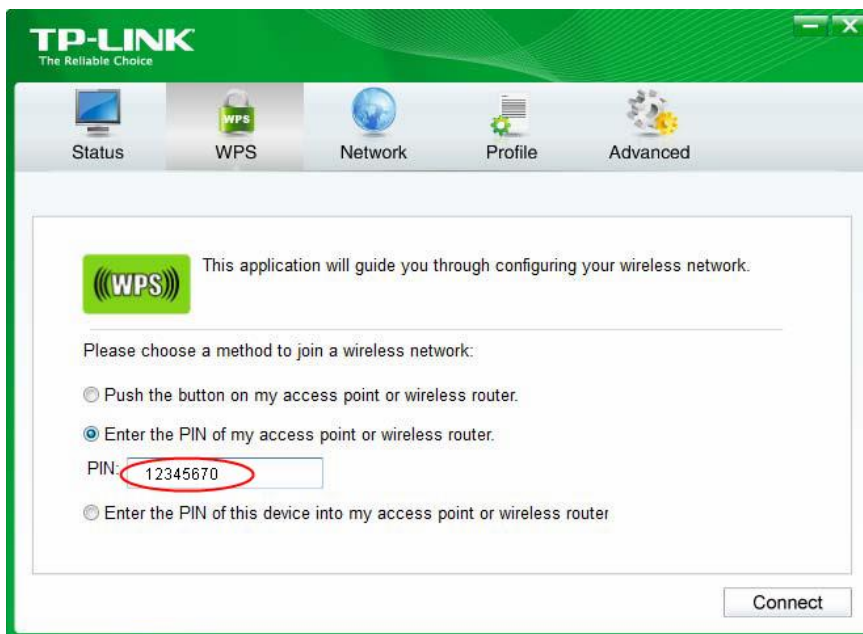 TP-LINK
The Reliable Choice
Status
WPS
WPS
Network
Profile
Advanced
(((WPS)))
This application will guide you through configuring your wireless network.
Please choose a method to join a wireless network:
Push the button on my access point or wireless router.
Enter the PIN of my access point or wireless router.
PIN: 12345670
Enter the PIN of this device into my access point or wireless router
Connect